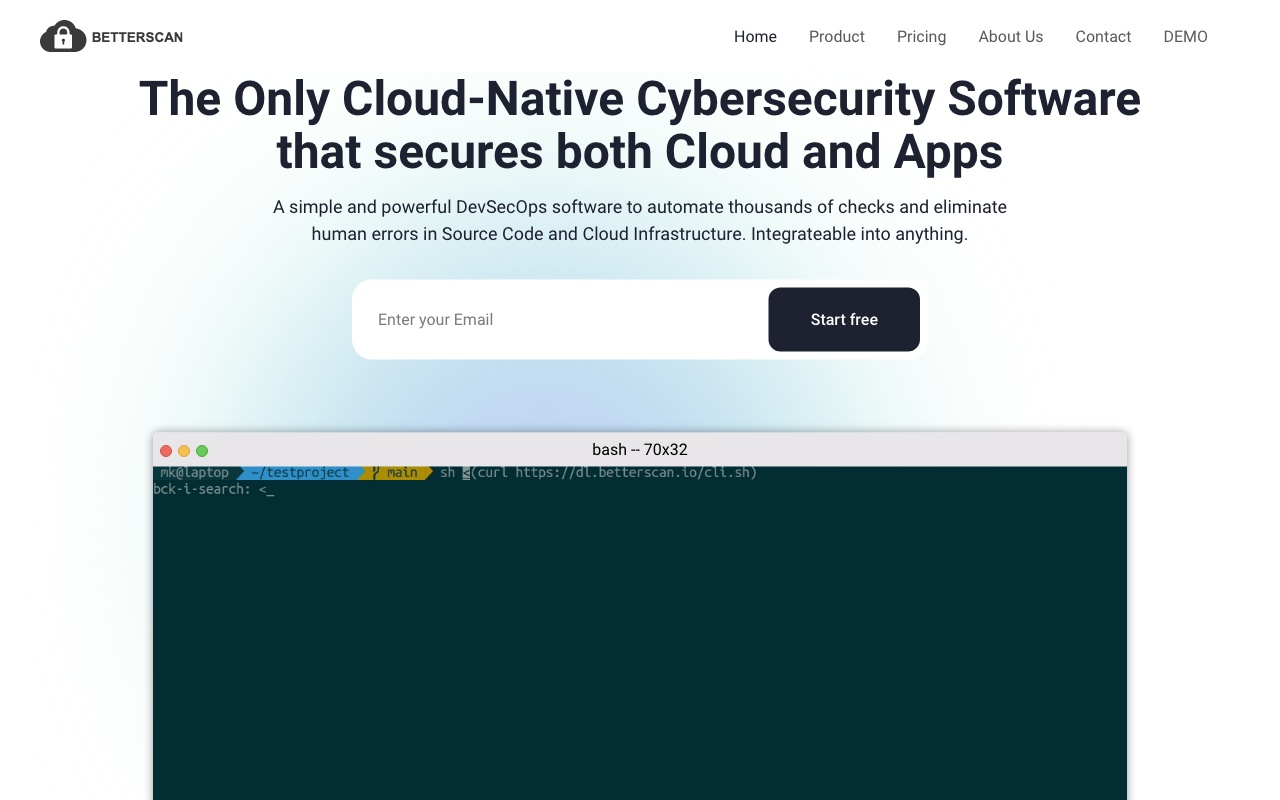 BETTERSCAN
Home Product Pricing About Us Contact DEMO
The Only Cloud-Native Cybersecurity Software
that secures both Cloud and Apps
A simple and powerful DevSecOps software to automate thousands of checks and eliminate
human errors in Source Code and Cloud Infrastructure. Integrateable into anything.
Enter your Email
Start free
bash -- 70x32
mk@laptop ~/testproject main sh <(curl https://dl.betterscan.io/cli.sh)
bck-i-search: <_